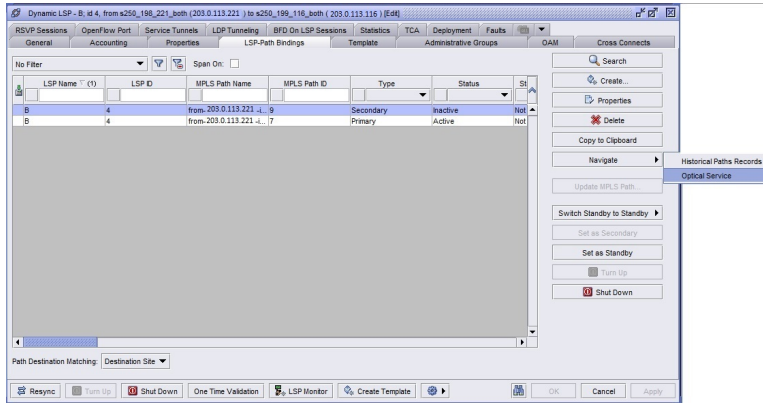 Dynamic LSP - B; id 4, from s250_198_221_both (203.0.113.221 ) to s250_199_116_both ( 203.0.113.116 ) [Edit]
RSVP Sessions OpenFlow Port Service Tunnels LDP Tunneling BFD On LSP Sessions Statistics TCA Deployment Faults
General Accounting Properties LSP-Path Bindings Template Administrative Groups OAM Cross Connects
No Filter Span On: Search
LSP Name (1) LSP ID MPLS Path Name MPLS Path ID Type Status St
Create...
Properties
B 4 from-203.0.113.221 -i... 9 Secondary Inactive Not
B 4 from-203.0.113.221 -i... 7 Primary Active Not
Delete
Copy to Clipboard
Navigate Historical Paths Records
Optical Service
Update MPLS Path...
Switch Standby to Standby
Set as Secondary
Set as Standby
Turn Up
Shut Down
Path Destination Matching: Destination Site
Resync Turn Up Shut Down One Time Validation LSP Monitor Create Template OK Cancel Apply